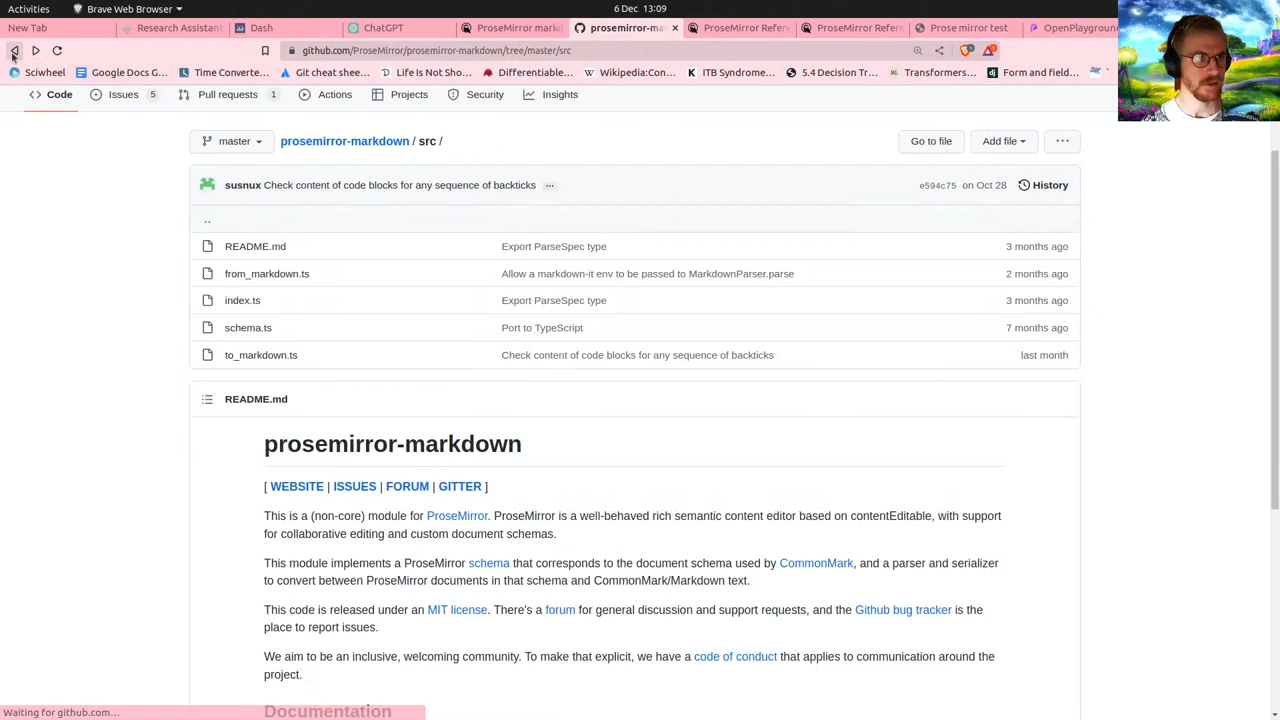 Activities
Brave Web Browser
6 Dec 13:09
New Tab
Research Assistan
Dash
ChatGPT
ProseMirror markd
prosemirror-ma
ProseMirror Refere
ProseMirror Refere
Prose mirror test
OpenPlayground
github.com/ProseMirror/prosemirror-markdown/tree/master/src
Sciwheel
Google Docs G...
Time Converte...
Git cheat shee...
Life Is Not Sho...
Differentiable...
Wikipedia:Con...
ITB Syndrome...
5.4 Decision Tr...
Transformers...
Form and field...
Code
Issues 5
Pull requests 1
Actions
Projects
Security
Insights
master
prosemirror-markdown / src /
Go to file
Add file
...
susnux Check content of code blocks for any sequence of backticks ...
e594c75 on Oct 28
History
..
README.md Export ParseSpec type 3 months ago
from_markdown.ts Allow a markdown-it env to be passed to MarkdownParser.parse 2 months ago
index.ts Export ParseSpec type 3 months ago
schema.ts Port to TypeScript 7 months ago
to_markdown.ts Check content of code blocks for any sequence of backticks last month
README.md
prosemirror-markdown
[ WEBSITE | ISSUES | FORUM | GITTER ]
This is a (non-core) module for ProseMirror. ProseMirror is a well-behaved rich semantic content editor based on contentEditable, with support
for collaborative editing and custom document schemas.
This module implements a ProseMirror schema that corresponds to the document schema used by CommonMark, and a parser and serializer
to convert between ProseMirror documents in that schema and CommonMark/Markdown text.
This code is released under an MIT license. There's a forum for general discussion and support requests, and the Github bug tracker is the
place to report issues.
We aim to be an inclusive, welcoming community. To make that explicit, we have a code of conduct that applies to communication around the
project.
Documentation
Waiting for github.com...